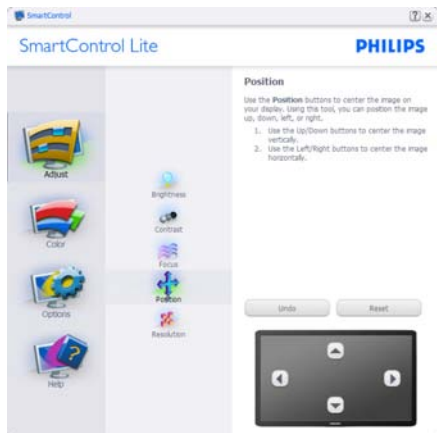 SmartControl
SmartControl Lite
PHILIPS
Adjust
Color
Options
Help
Brightness
Contrast
Focus
Position
Resolution
Position
Use the Position buttons to center the image on
your display. Using this tool, you can position the image
up, down, left, or right.
1. Use the Up/Down buttons to center the image
vertically.
2. Use the Left/Right buttons to center the image
horizontally.
Undo
Reset